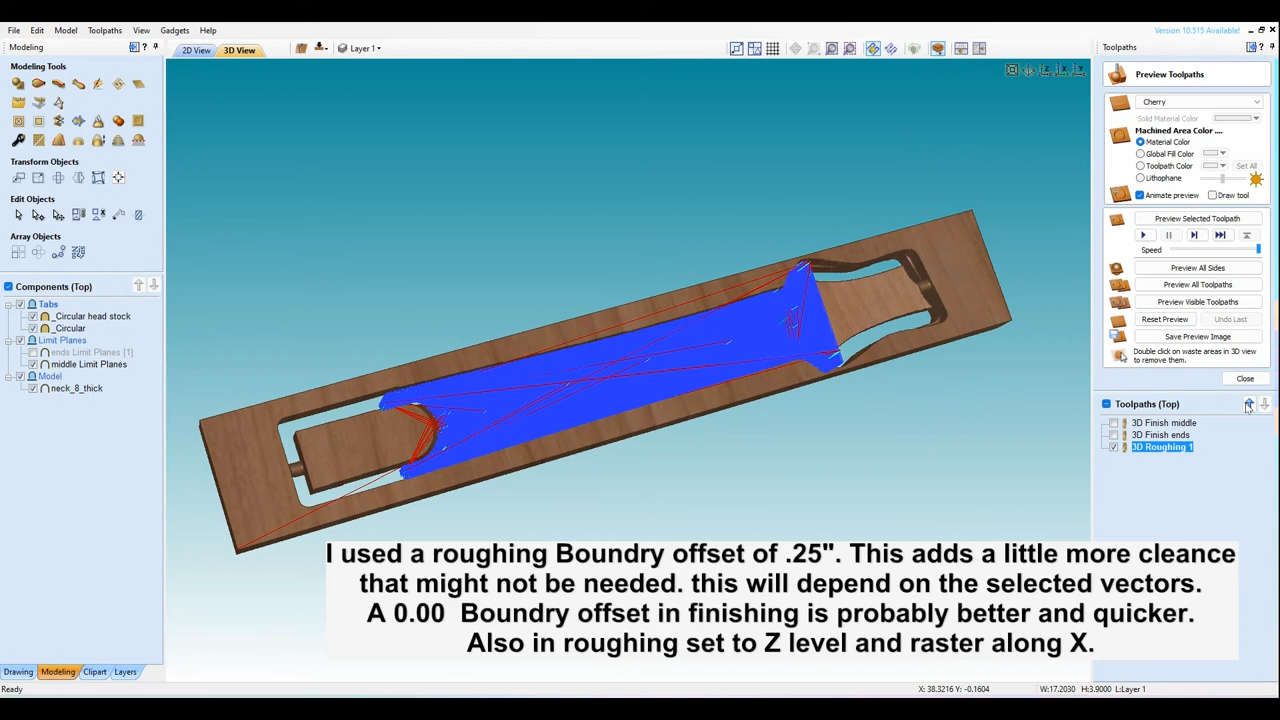 File Edit Model Toolpaths View Gadgets Help
Version 10.515 Available!
Modeling
2D View
3D View
Layer 1
Toolpaths
Modeling Tools
Transform Objects
Edit Objects
Array Objects
Components (Top)
Tabs
_Circular head stock
_Circular
Limit Planes
ends Limit Planes [1]
middle Limit Planes
Model
neck_8_thick
Preview Toolpaths
Cherry
Solid Material Color
Machined Area Color ....
Material Color
Global Fill Color
Toolpath Color
Set All
Lithophane
Animate preview
Draw tool
Preview Selected Toolpath
Speed
Preview All Sides
Preview All Toolpaths
Preview Visible Toolpaths
Reset Preview
Undo Last
Save Preview Image
Double click on waste areas in 3D view
to remove them.
Close
Toolpaths (Top)
3D Finish middle
3D Finish ends
3D Roughing 1
I used a roughing Boundry offset of .25". This adds a little more cleance
that might not be needed. this will depend on the selected vectors.
A 0.00 Boundry offset in finishing is probably better and quicker.
Also in roughing set to Z level and raster along X.
Drawing Modeling Clipart Layers
Ready
X: 38.3216 Y: -0.1604
W:17.2030 H:3.9000 L:Layer 1